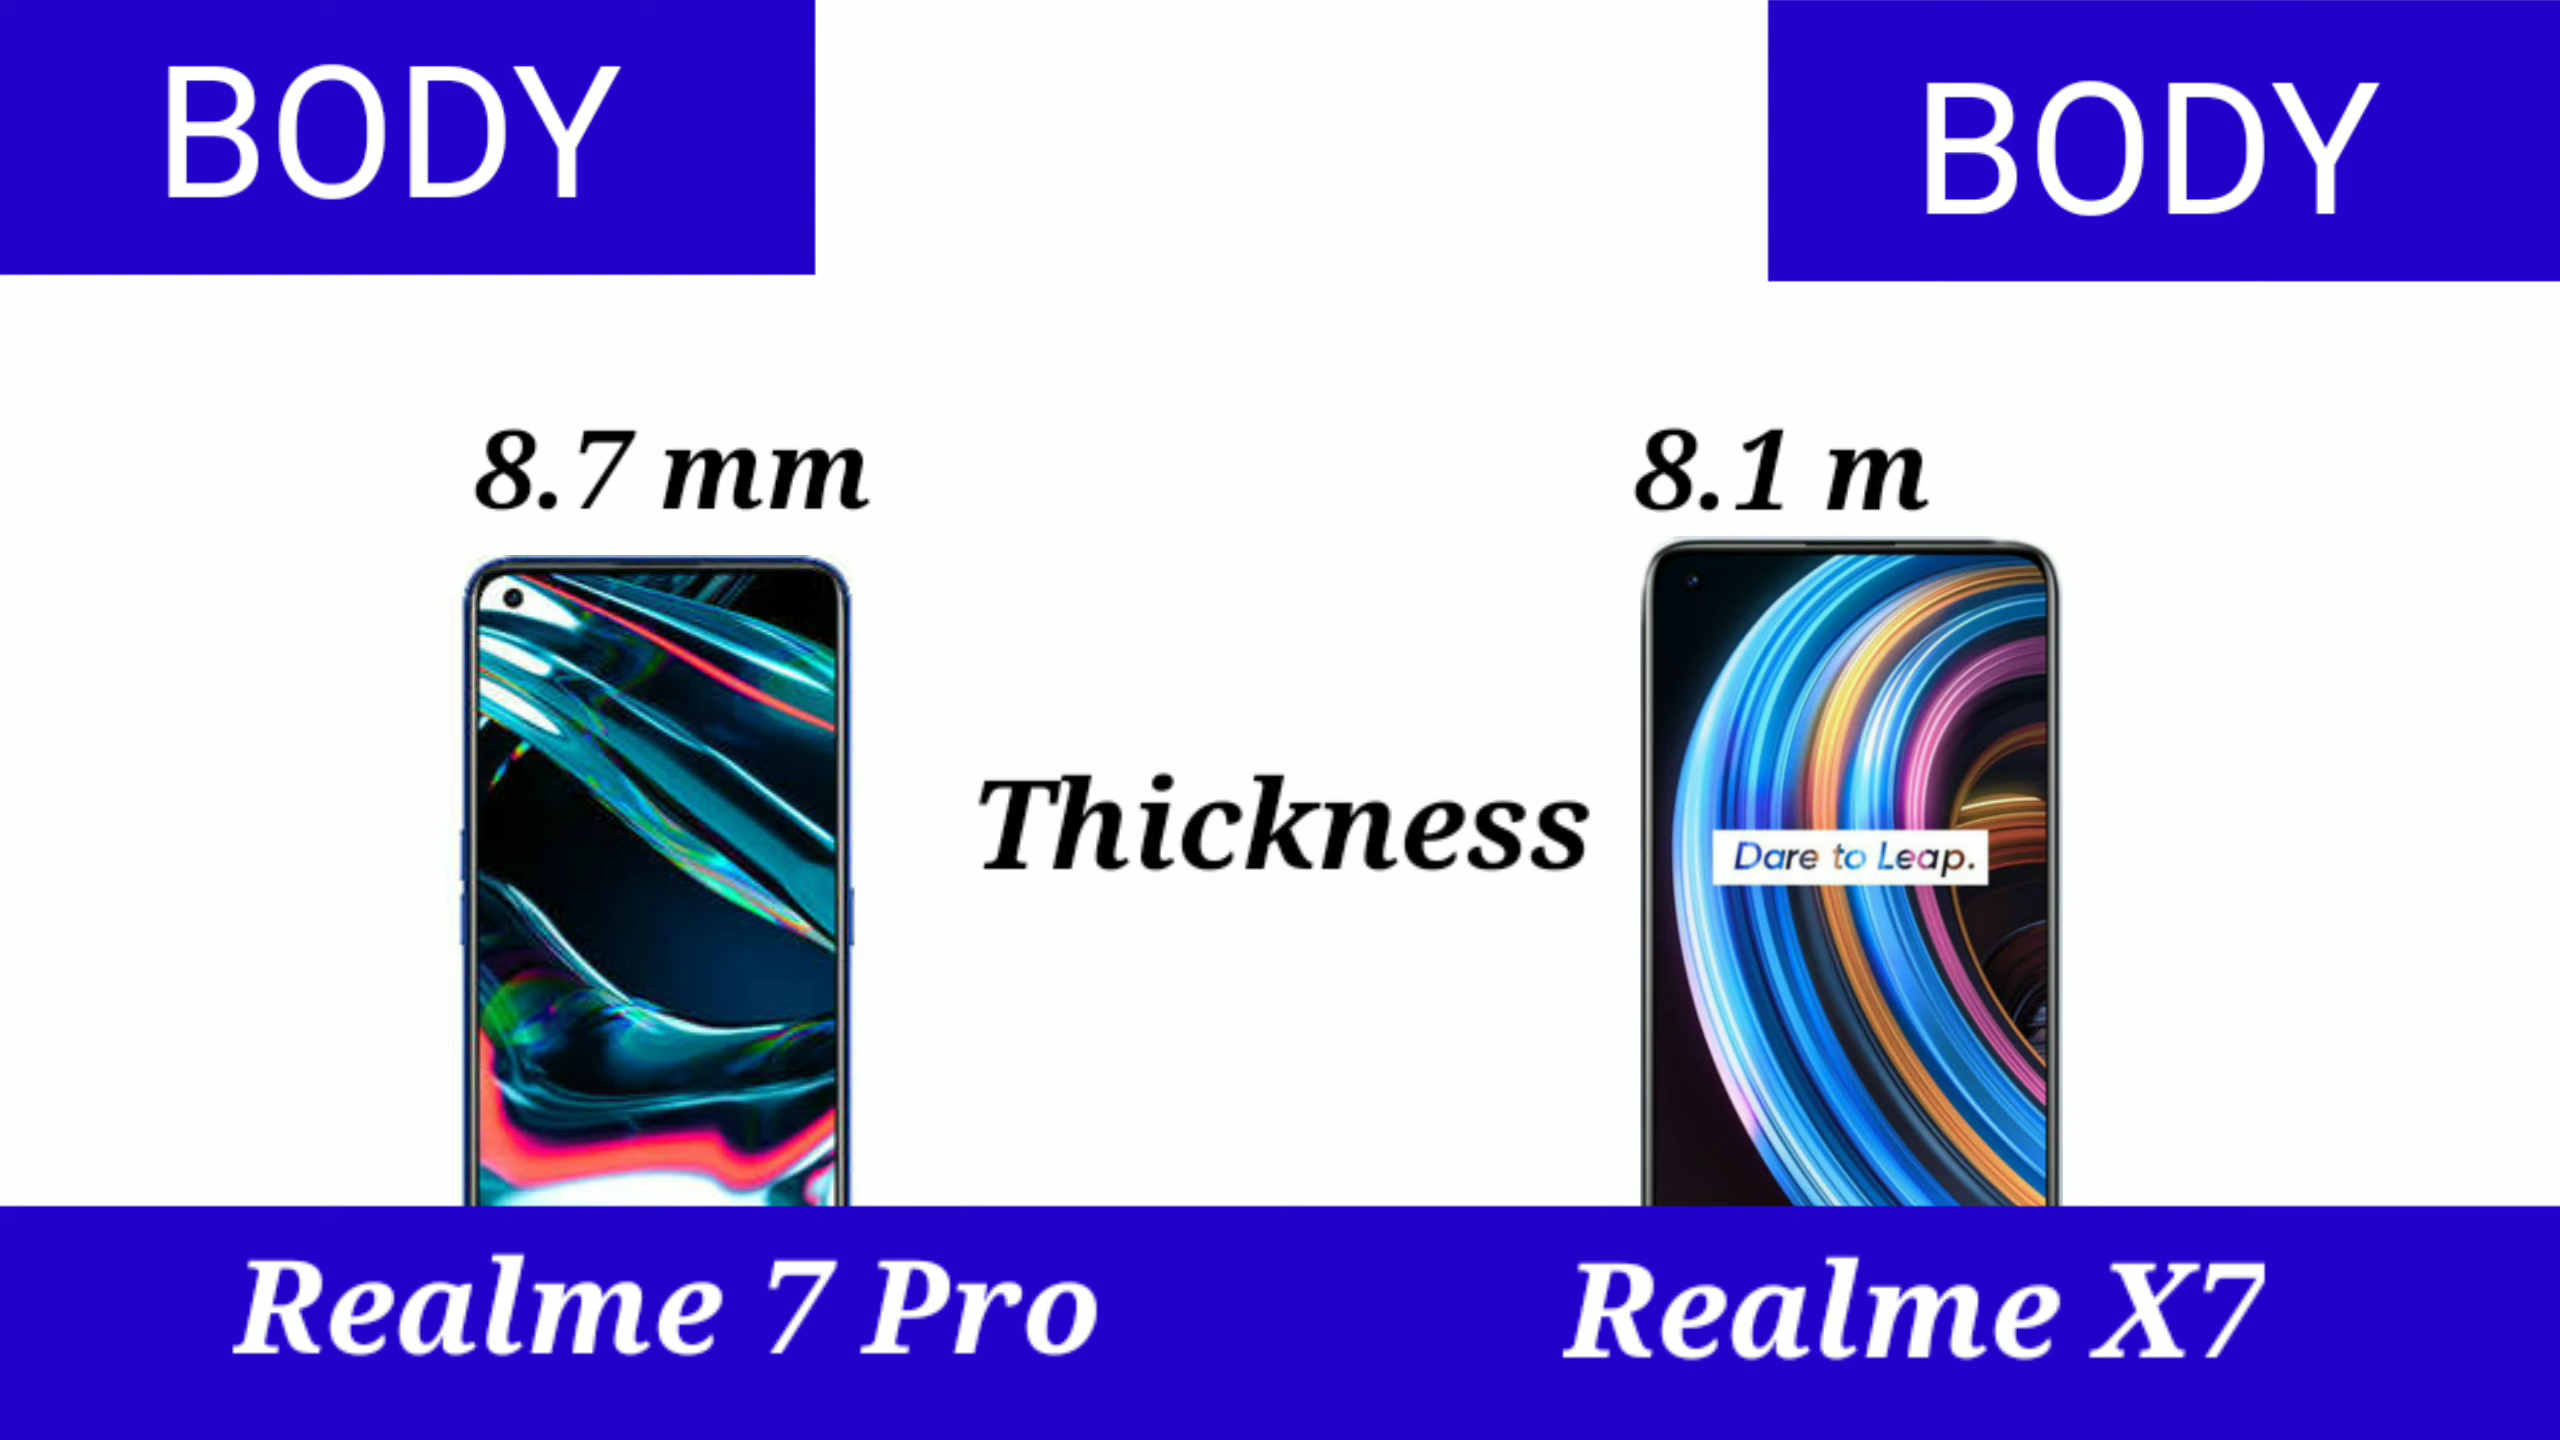 BODY
BODY
8.7 mm
8.1 m
Thickness
Dare to Leap.
Realme 7 Pro
Realme X7